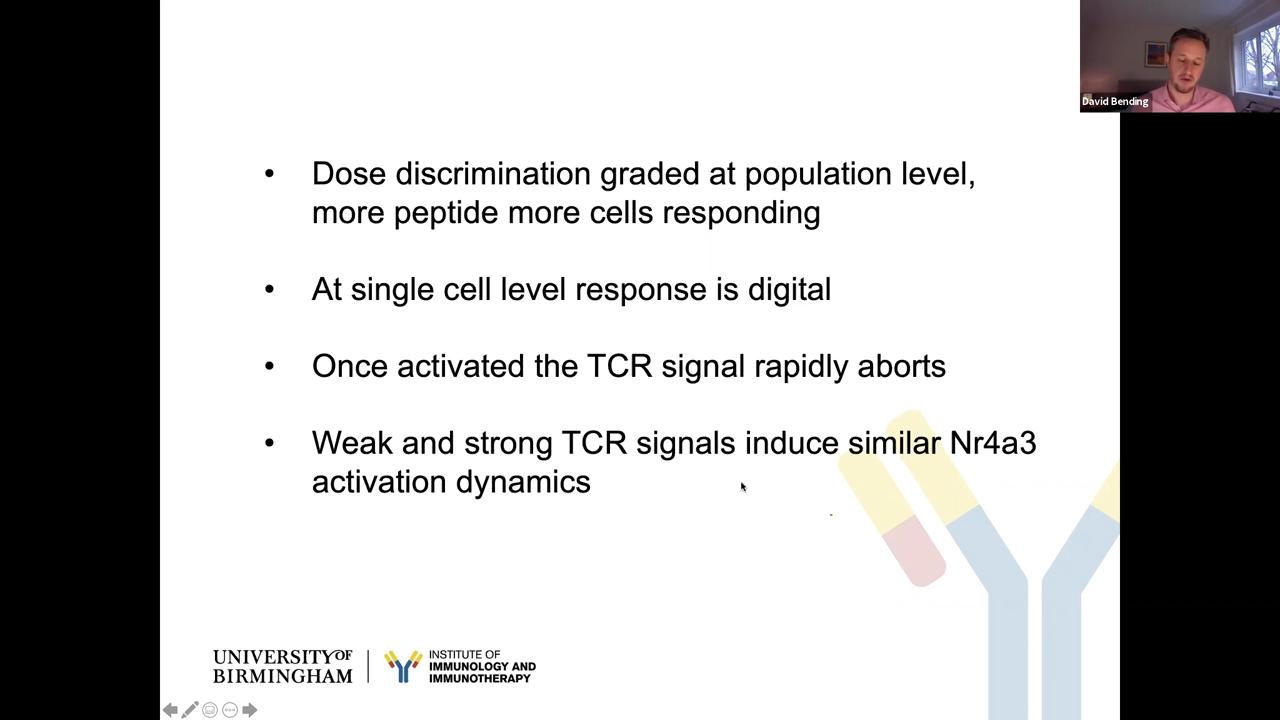 David Bending
• Dose discrimination graded at population level,
more peptide more cells responding
• At single cell level response is digital
• Once activated the TCR signal rapidly aborts
• Weak and strong TCR signals induce similar Nr4a3
activation dynamics
UNIVERSITY OF
BIRMINGHAM
INSTITUTE OF
IMMUNOLOGY AND
IMMUNOTHERAPY